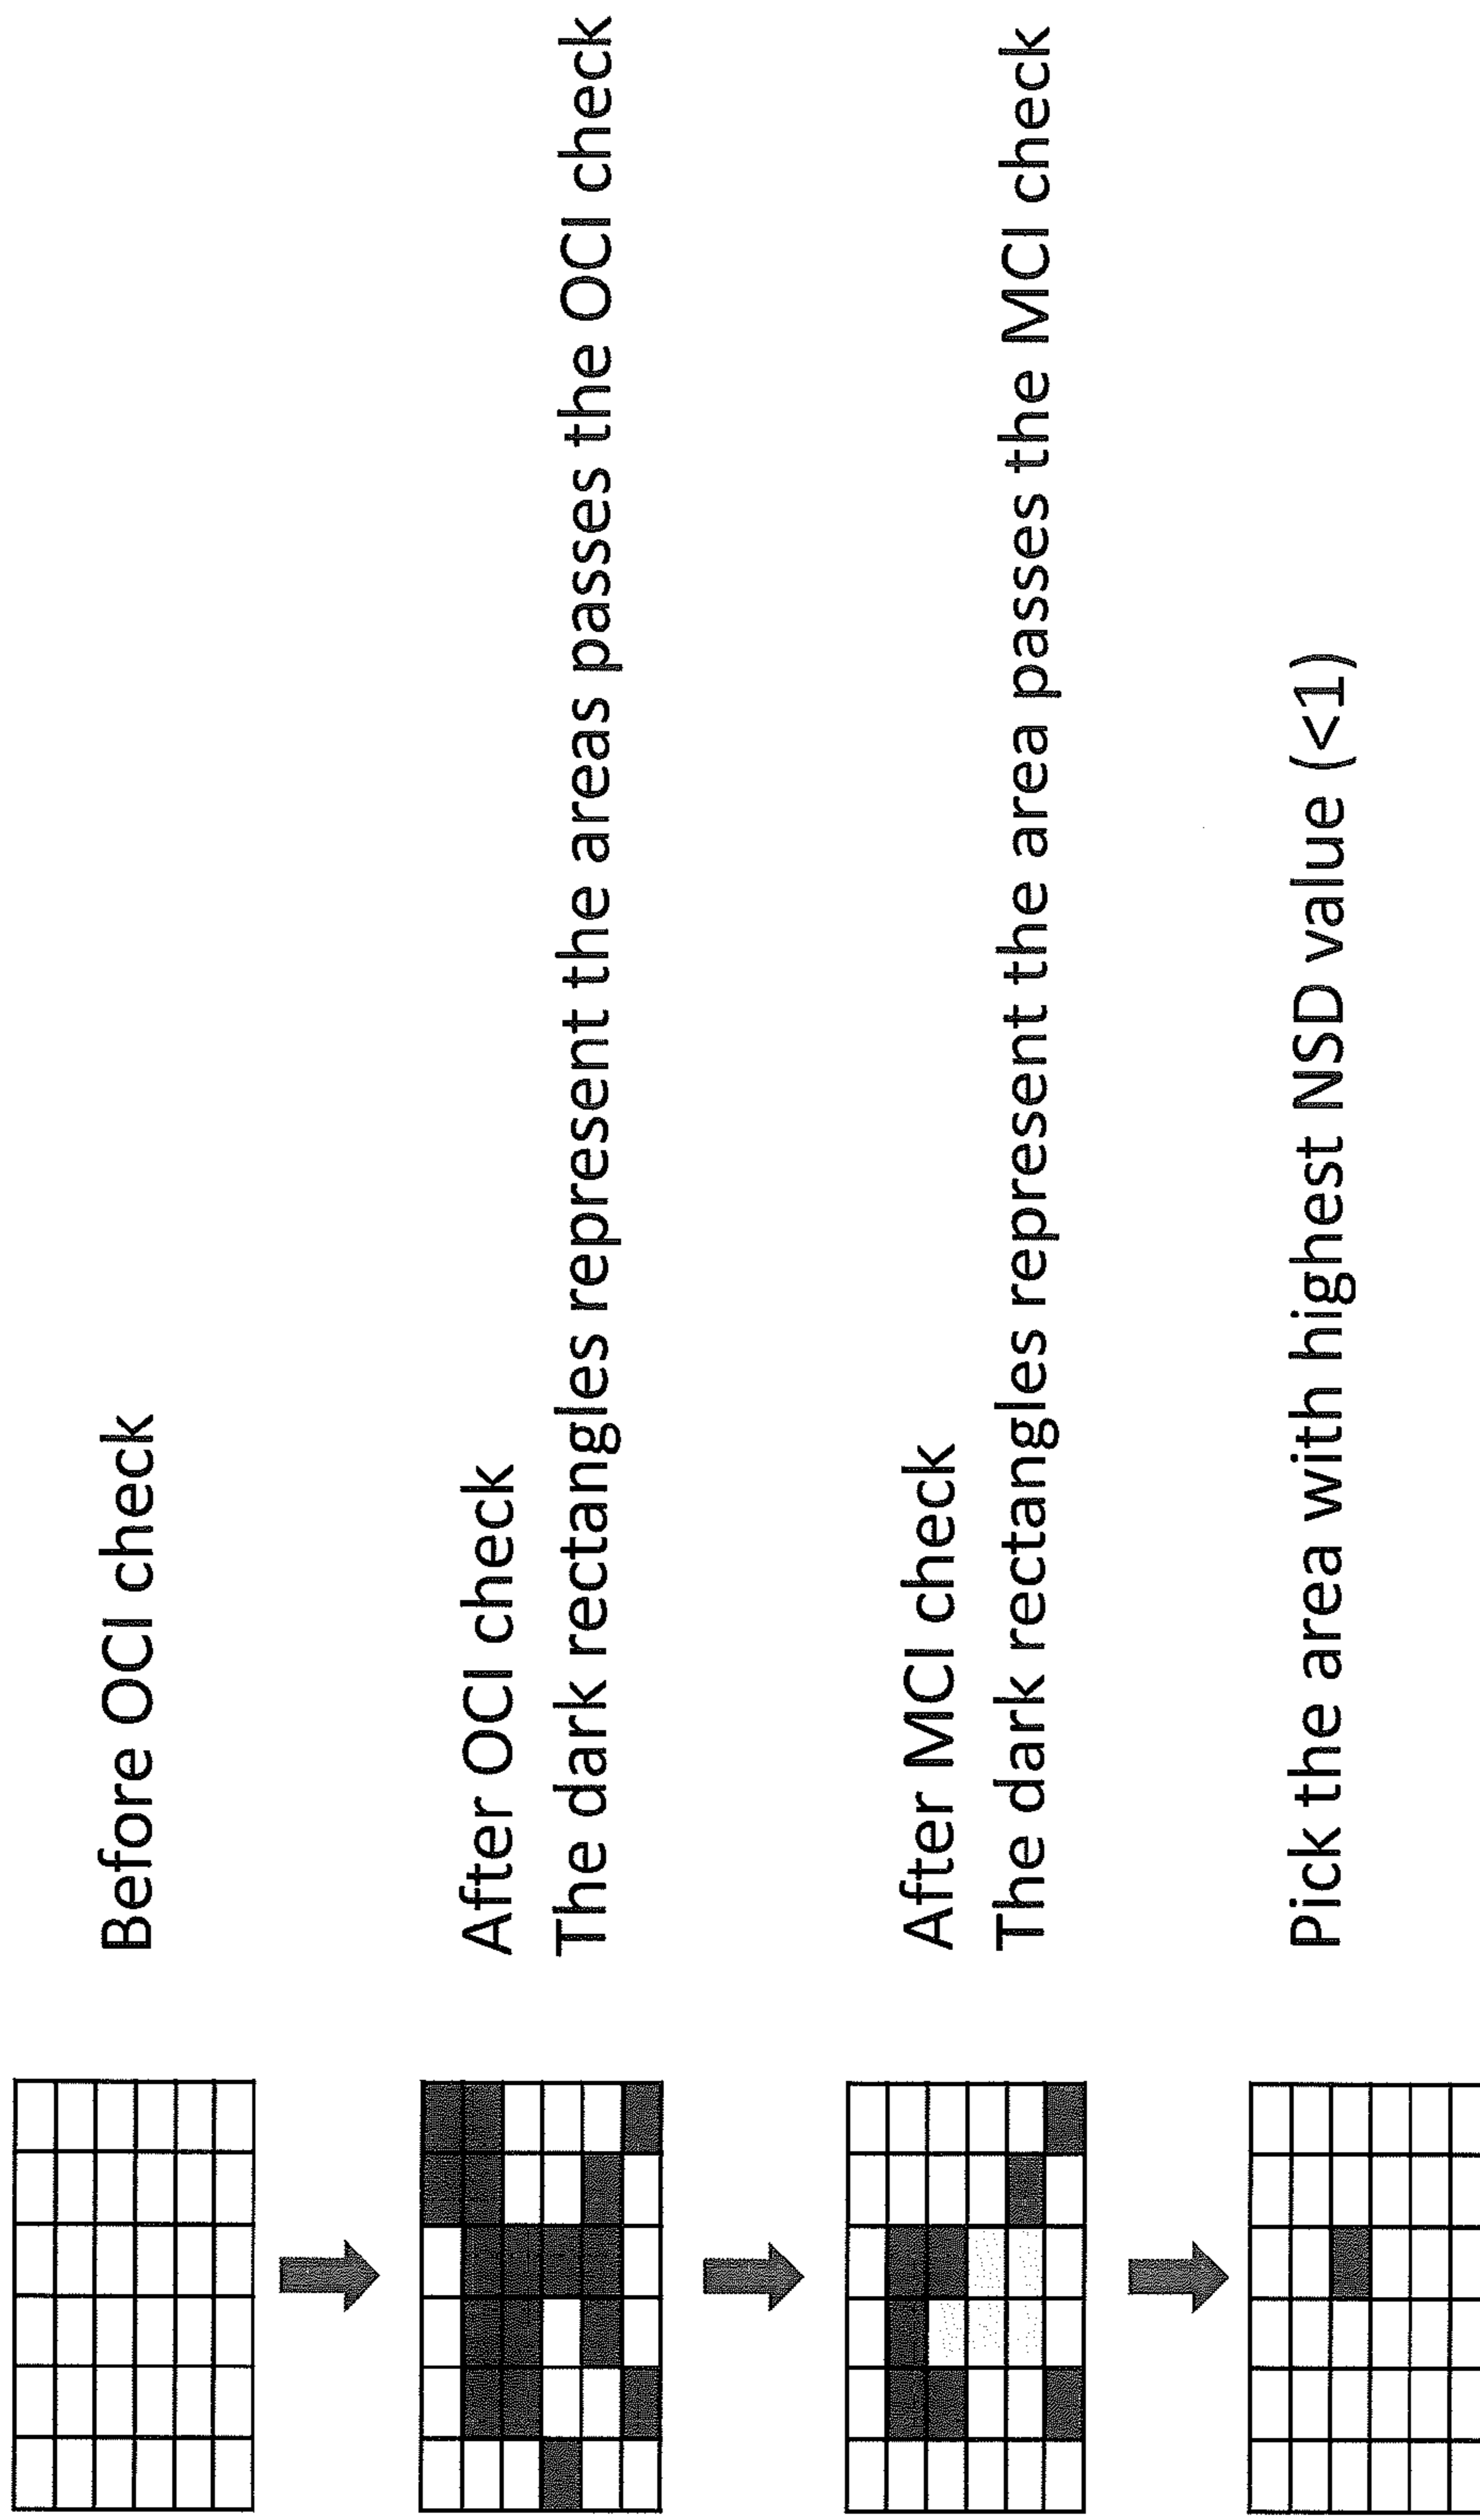 Before OCI check
After OCI check
The dark rectangles represent the areas passes the OCI check
After MCI check
The dark rectangles represent the area passes the MCI check
Pick the area with highest NSD value (<1)